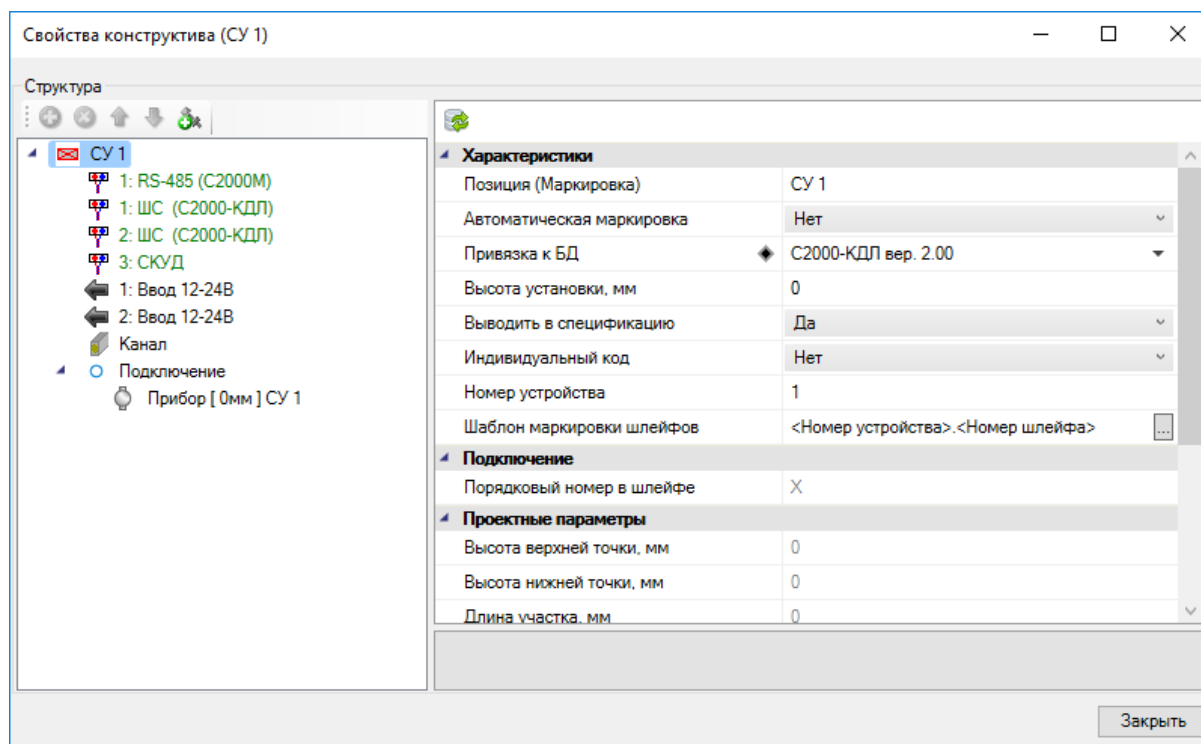 Свойства конструктива (СУ 1)
Структура
СУ 1
1: RS-485 (С2000М)
1: ШС (С2000-КДЛ)
2: ШС (С2000-КДЛ)
3: СКУД
1: Ввод 12-24В
2: Ввод 12-24В
Канал
Подключение
Прибор [ 0мм ] СУ 1
Характеристики
Позиция (Маркировка) СУ 1
Автоматическая маркировка Нет
Привязка к БД С2000-КДЛ вер. 2.00
Высота установки, мм 0
Выводить в спецификацию Да
Индивидуальный код Нет
Номер устройства 1
Шаблон маркировки шлейфов <Номер устройства>.<Номер шлейфа> ...
Подключение
Порядковый номер в шлейфе X
Проектные параметры
Высота верхней точки, мм 0
Высота нижней точки, мм 0
Длина участка, мм 0
Закрыть